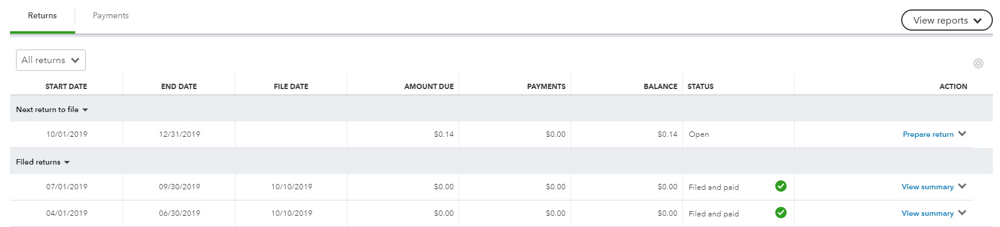 Returns Payments View reports
All returns
START DATE END DATE FILE DATE AMOUNT DUE PAYMENTS BALANCE STATUS ACTION
Next return to file
10/01/2019 12/31/2019 $0.14 $0.00 $0.14 Open Prepare return
Filed returns
07/01/2019 09/30/2019 10/10/2019 $0.00 $0.00 $0.00 Filed and paid View summary
04/01/2019 06/30/2019 10/10/2019 $0.00 $0.00 $0.00 Filed and paid View summary